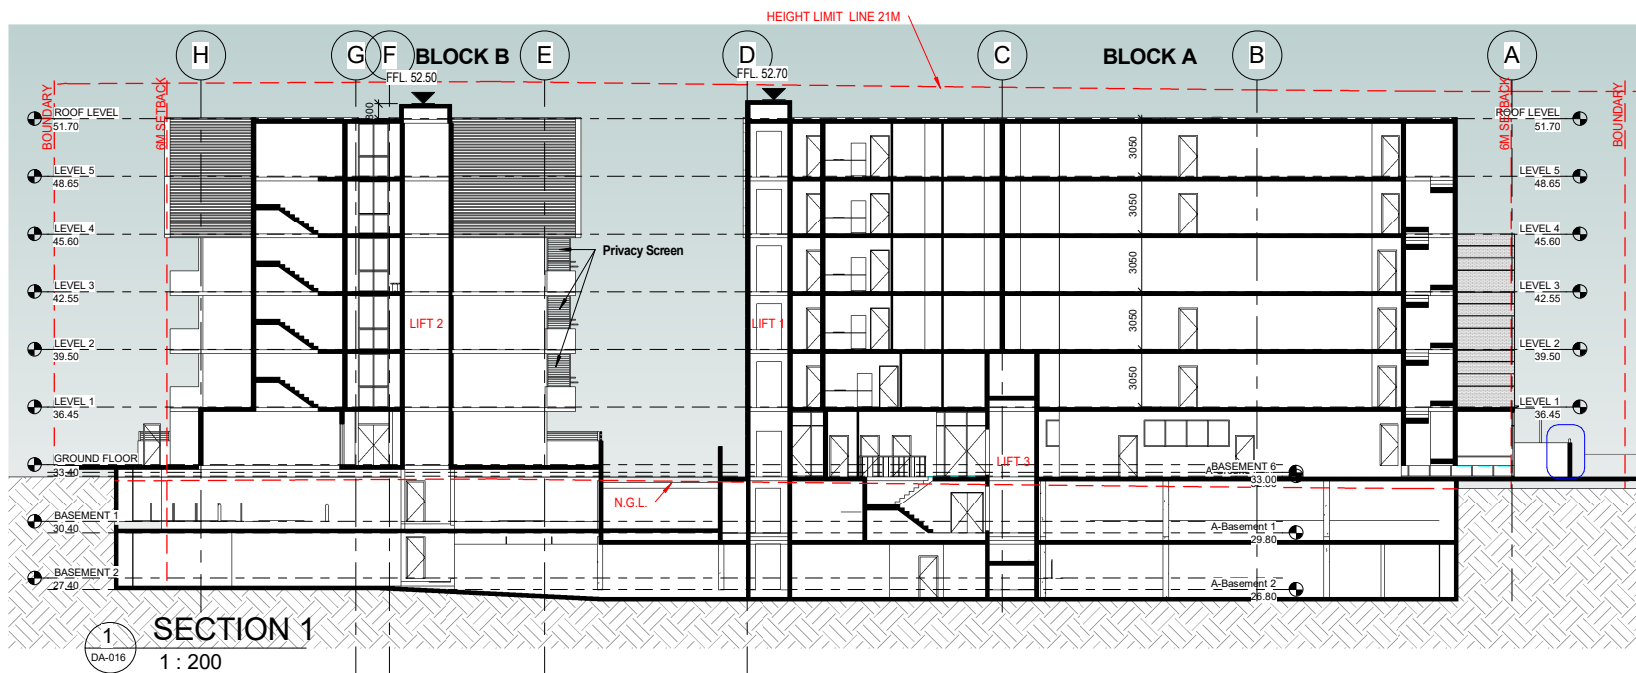 HEIGHT LIMIT LINE 21M
H
G
F
BLOCK B
E
D
C
BLOCK A
B
A
FFL. 52.50
FFL. 52.70
BOUNDARY
6M SETBACK
6M SETBACK
BOUNDARY
ROOF LEVEL
51.70
800
ROOF LEVEL
51.70
3050
LEVEL 5
48.65
LEVEL 5
48.65
3050
LEVEL 4
45.60
LEVEL 4
45.60
Privacy Screen
3050
LEVEL 3
42.55
LEVEL 3
42.55
LIFT 2
LIFT 1
3050
LEVEL 2
39.50
LEVEL 2
39.50
3050
LEVEL 1
36.45
LEVEL 1
36.45
GROUND FLOOR
33.40
LIFT 3
BASEMENT 6
33.00
N.G.L.
BASEMENT 1
30.40
A-Basement 1
29.80
BASEMENT 2
27.40
A-Basement 2
26.80
1
DA-016
SECTION 1
1 : 200